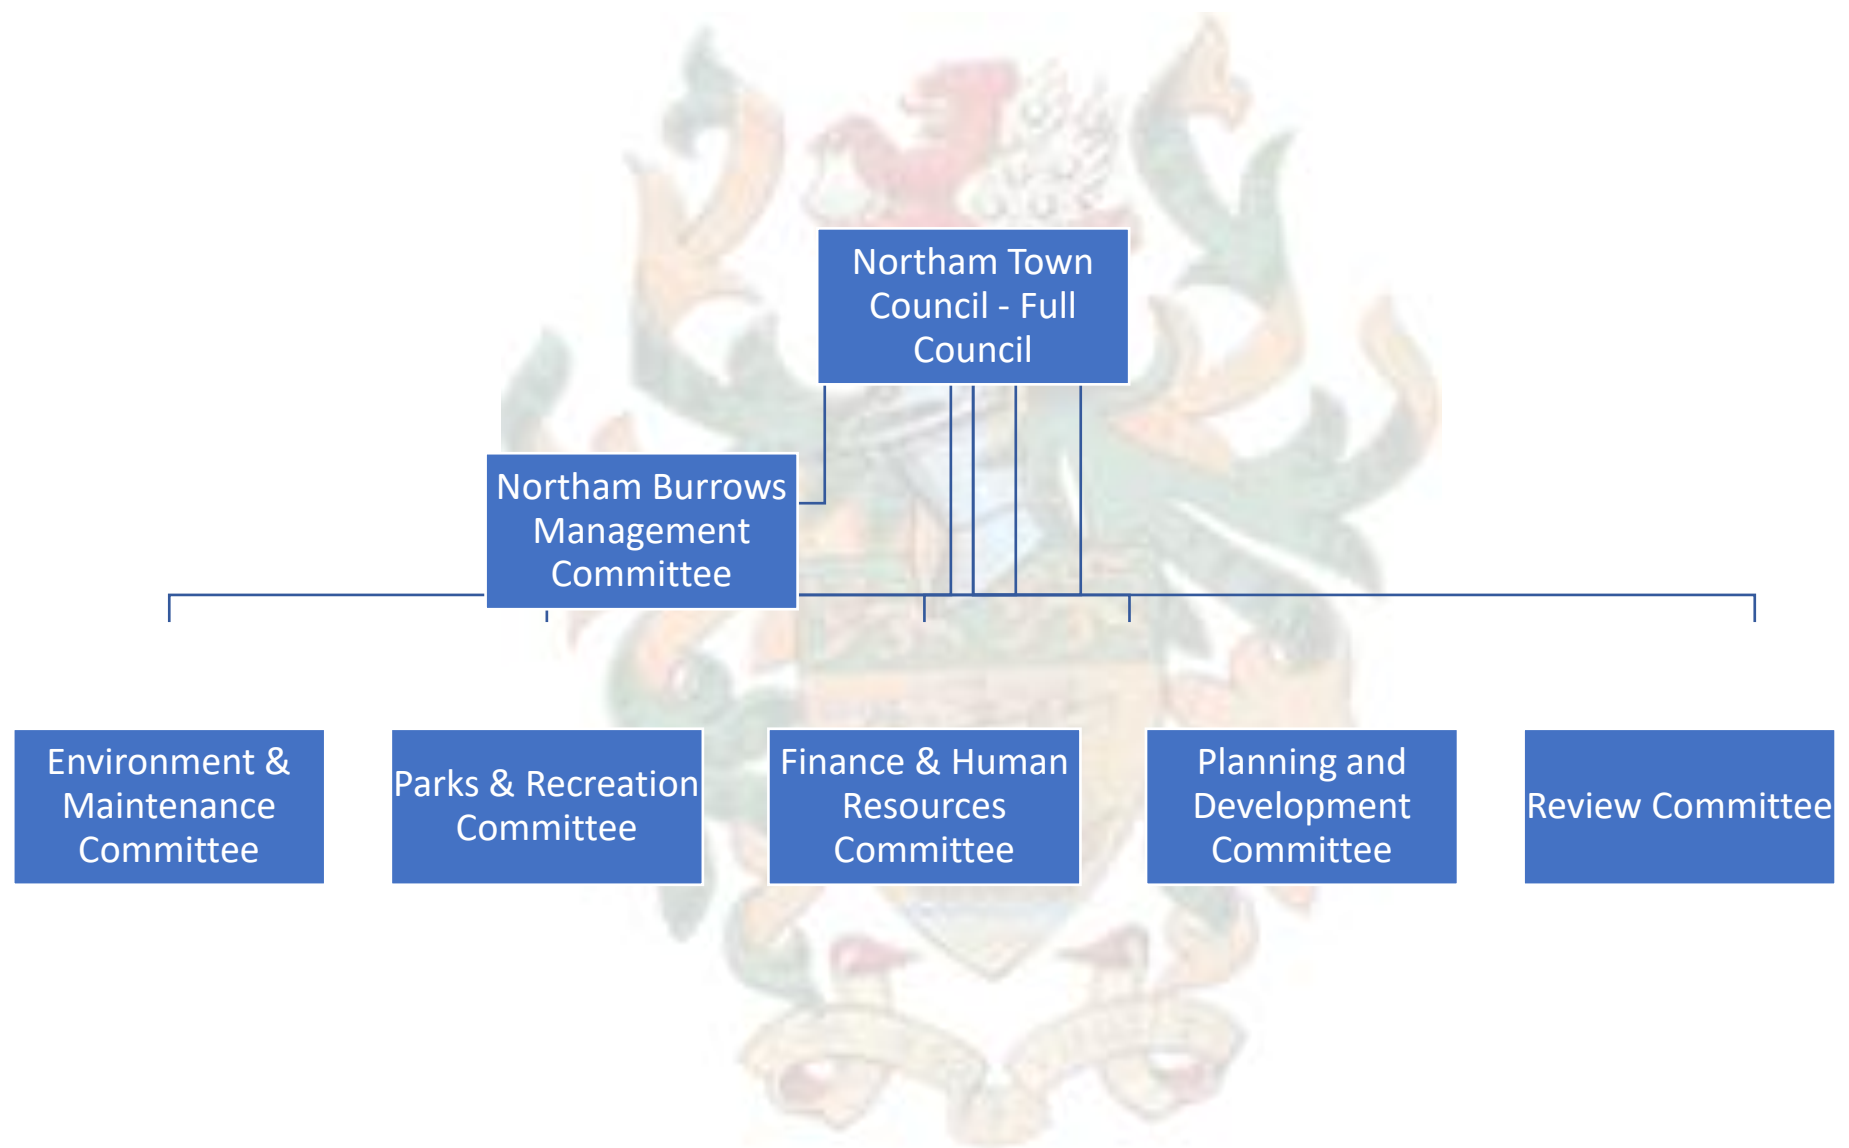 Northam Town
Council - Full
Council
Northam Burrows
Management
Committee
Environment &
Maintenance
Committee
Parks & Recreation
Committee
Finance & Human
Resources
Committee
Planning and
Development
Committee
Review Committee